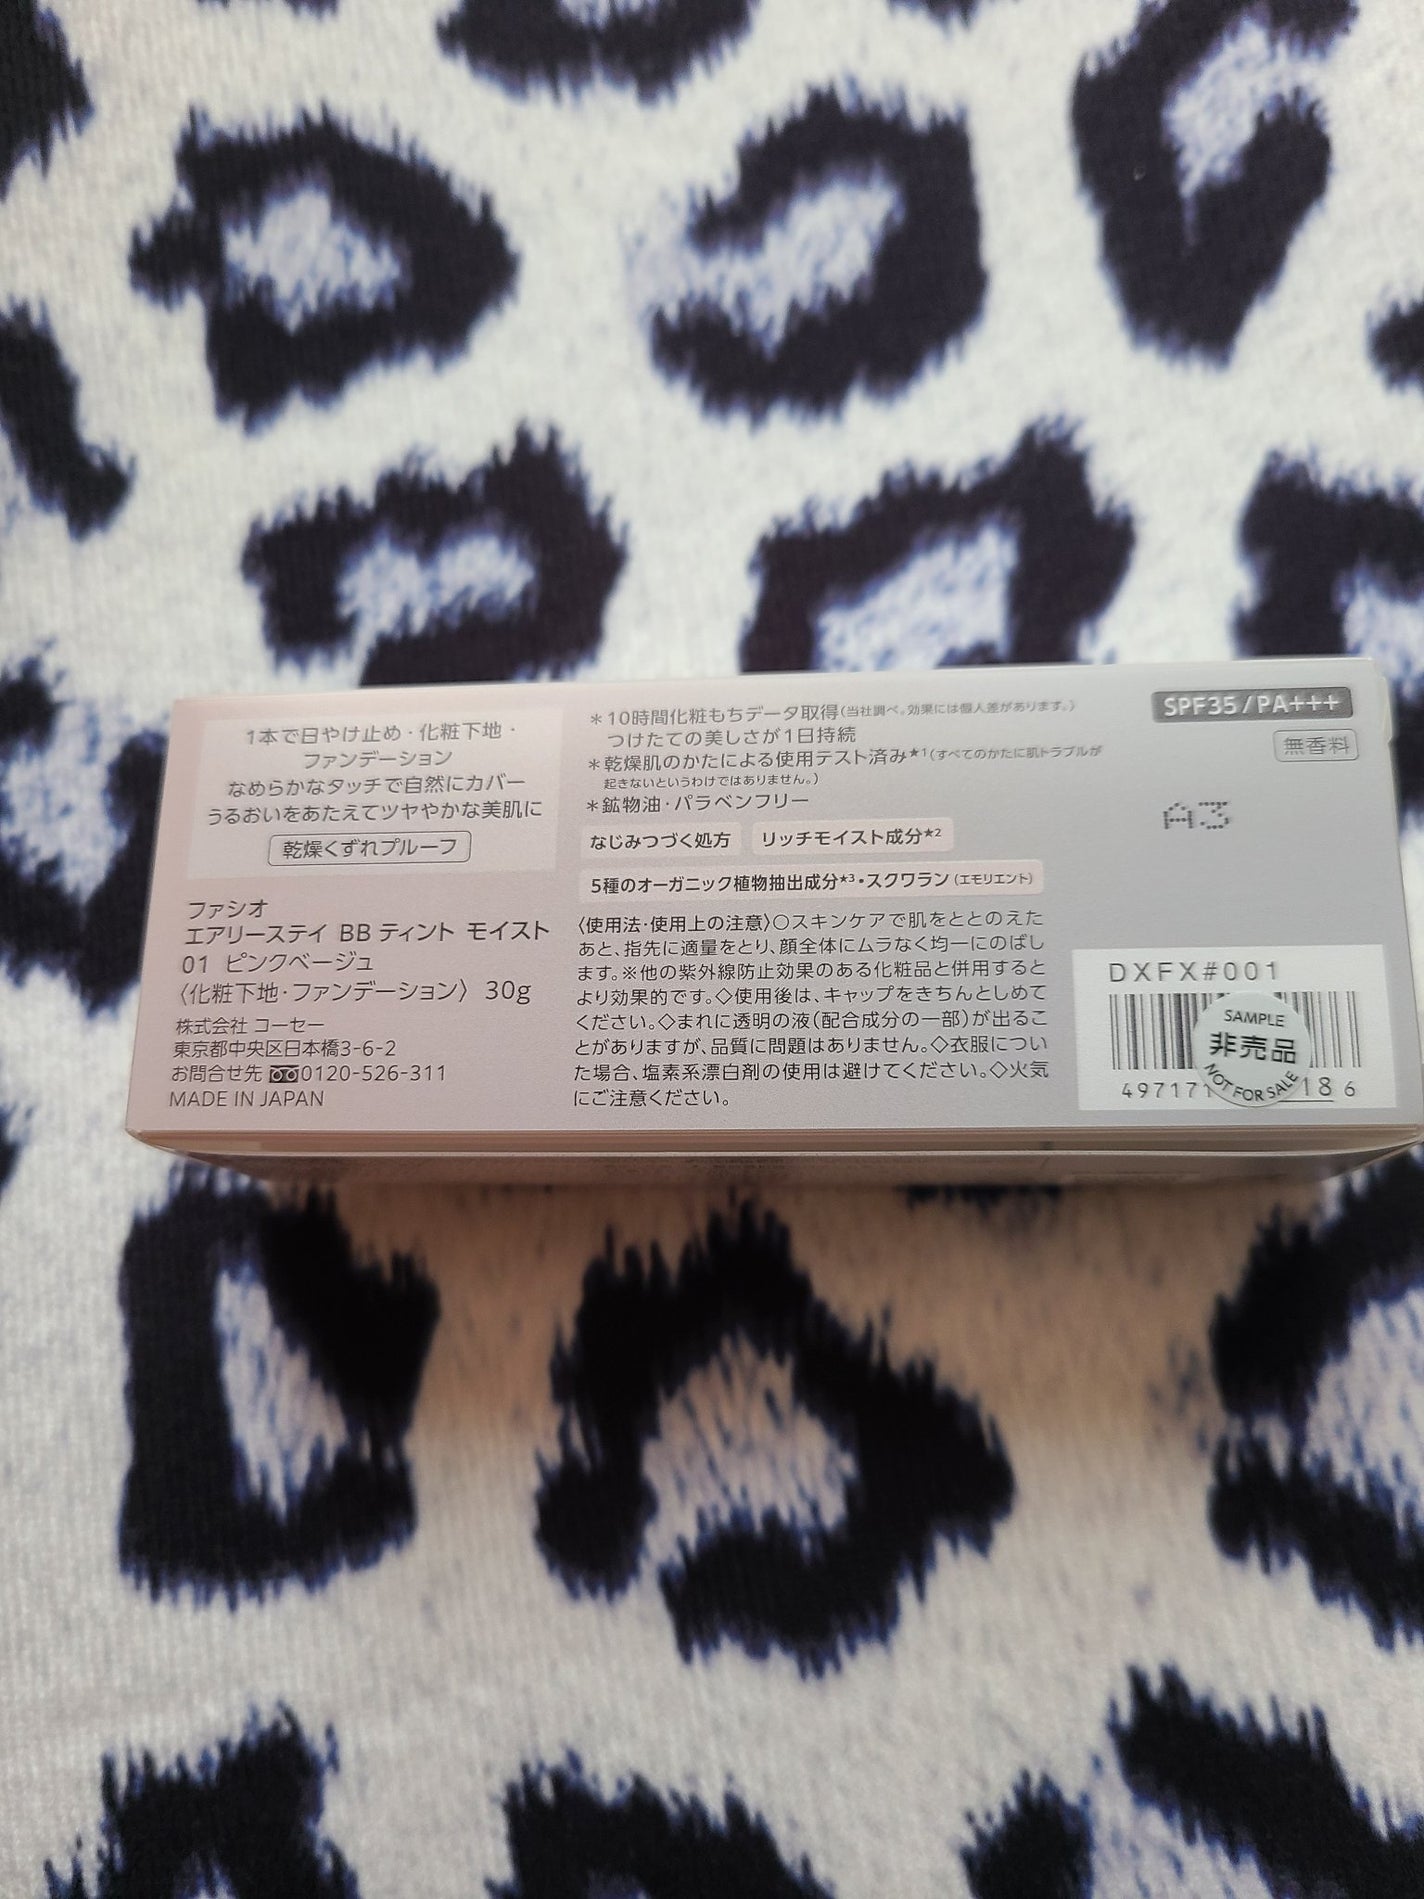 1本で日やけ止め・化粧下地・
ファンデーション
なめらかなタッチで自然にカバー
うるおいをあたえてツヤやかな美肌に
乾燥くずれプルーフ
ファシオ
エアリーステイ BB ティント モイスト
01 ピンクベージュ
〈化粧下地・ファンデーション〉 30g
株式会社 コーセー
東京都中央区日本橋3-6-2
お問合せ先 0120-526-311
MADE IN JAPAN
＊10時間化粧もちデータ取得(当社調べ。効果には個人差があります。)
つけたての美しさが1日持続
＊乾燥肌のかたによる使用テスト済み★1(すべてのかたに肌トラブルが
起きないというわけではありません。)
＊鉱物油・パラベンフリー
なじみつづく処方 リッチモイスト成分★2
5種のオーガニック植物抽出成分★3・スクワラン(エモリエント)
〈使用法・使用上の注意〉○スキンケアで肌をととのえた
あと、指先に適量をとり、顔全体にムラなく均一にのばし
ます。※他の紫外線防止効果のある化粧品と併用すると
より効果的です。◇使用後は、キャップをきちんとしめて
ください。◇まれに透明の液(配合成分の一部)が出るこ
とがありますが、品質に問題はありません。◇衣服につい
た場合、塩素系漂白剤の使用は避けてください。◇火気
にご注意ください。
SPF35/PA+++
無香料
A3
DXFX#001
SAMPLE
非売品
NOT FOR SALE
497171 18 6